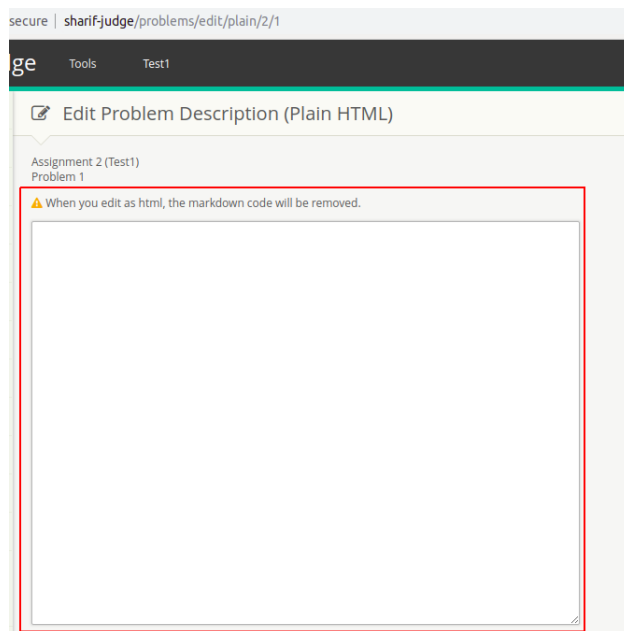 secure | sharif-judge/problems/edit/plain/2/1
ge Tools Test1
Edit Problem Description (Plain HTML)
Assignment 2 (Test1)
Problem 1
When you edit as html, the markdown code will be removed.